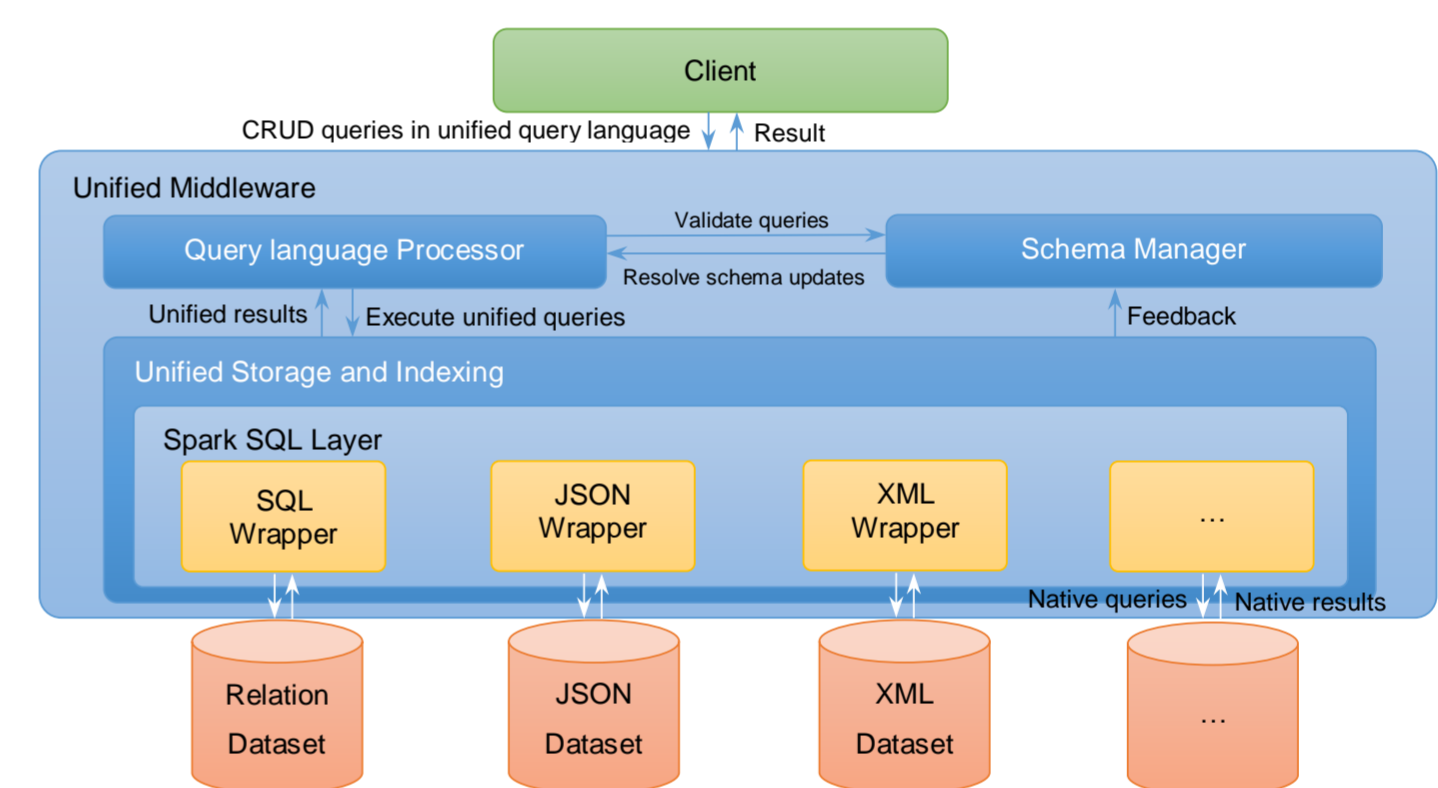 Client
CRUD queries in unified query language
Result
Unified Middleware
Query language Processor
Validate queries
Schema Manager
Resolve schema updates
Unified results
Execute unified queries
Feedback
Unified Storage and Indexing
Spark SQL Layer
SQL
Wrapper
JSON
Wrapper
XML
Wrapper
...
Native queries
Native results
Relation
Dataset
JSON
Dataset
XML
Dataset
...